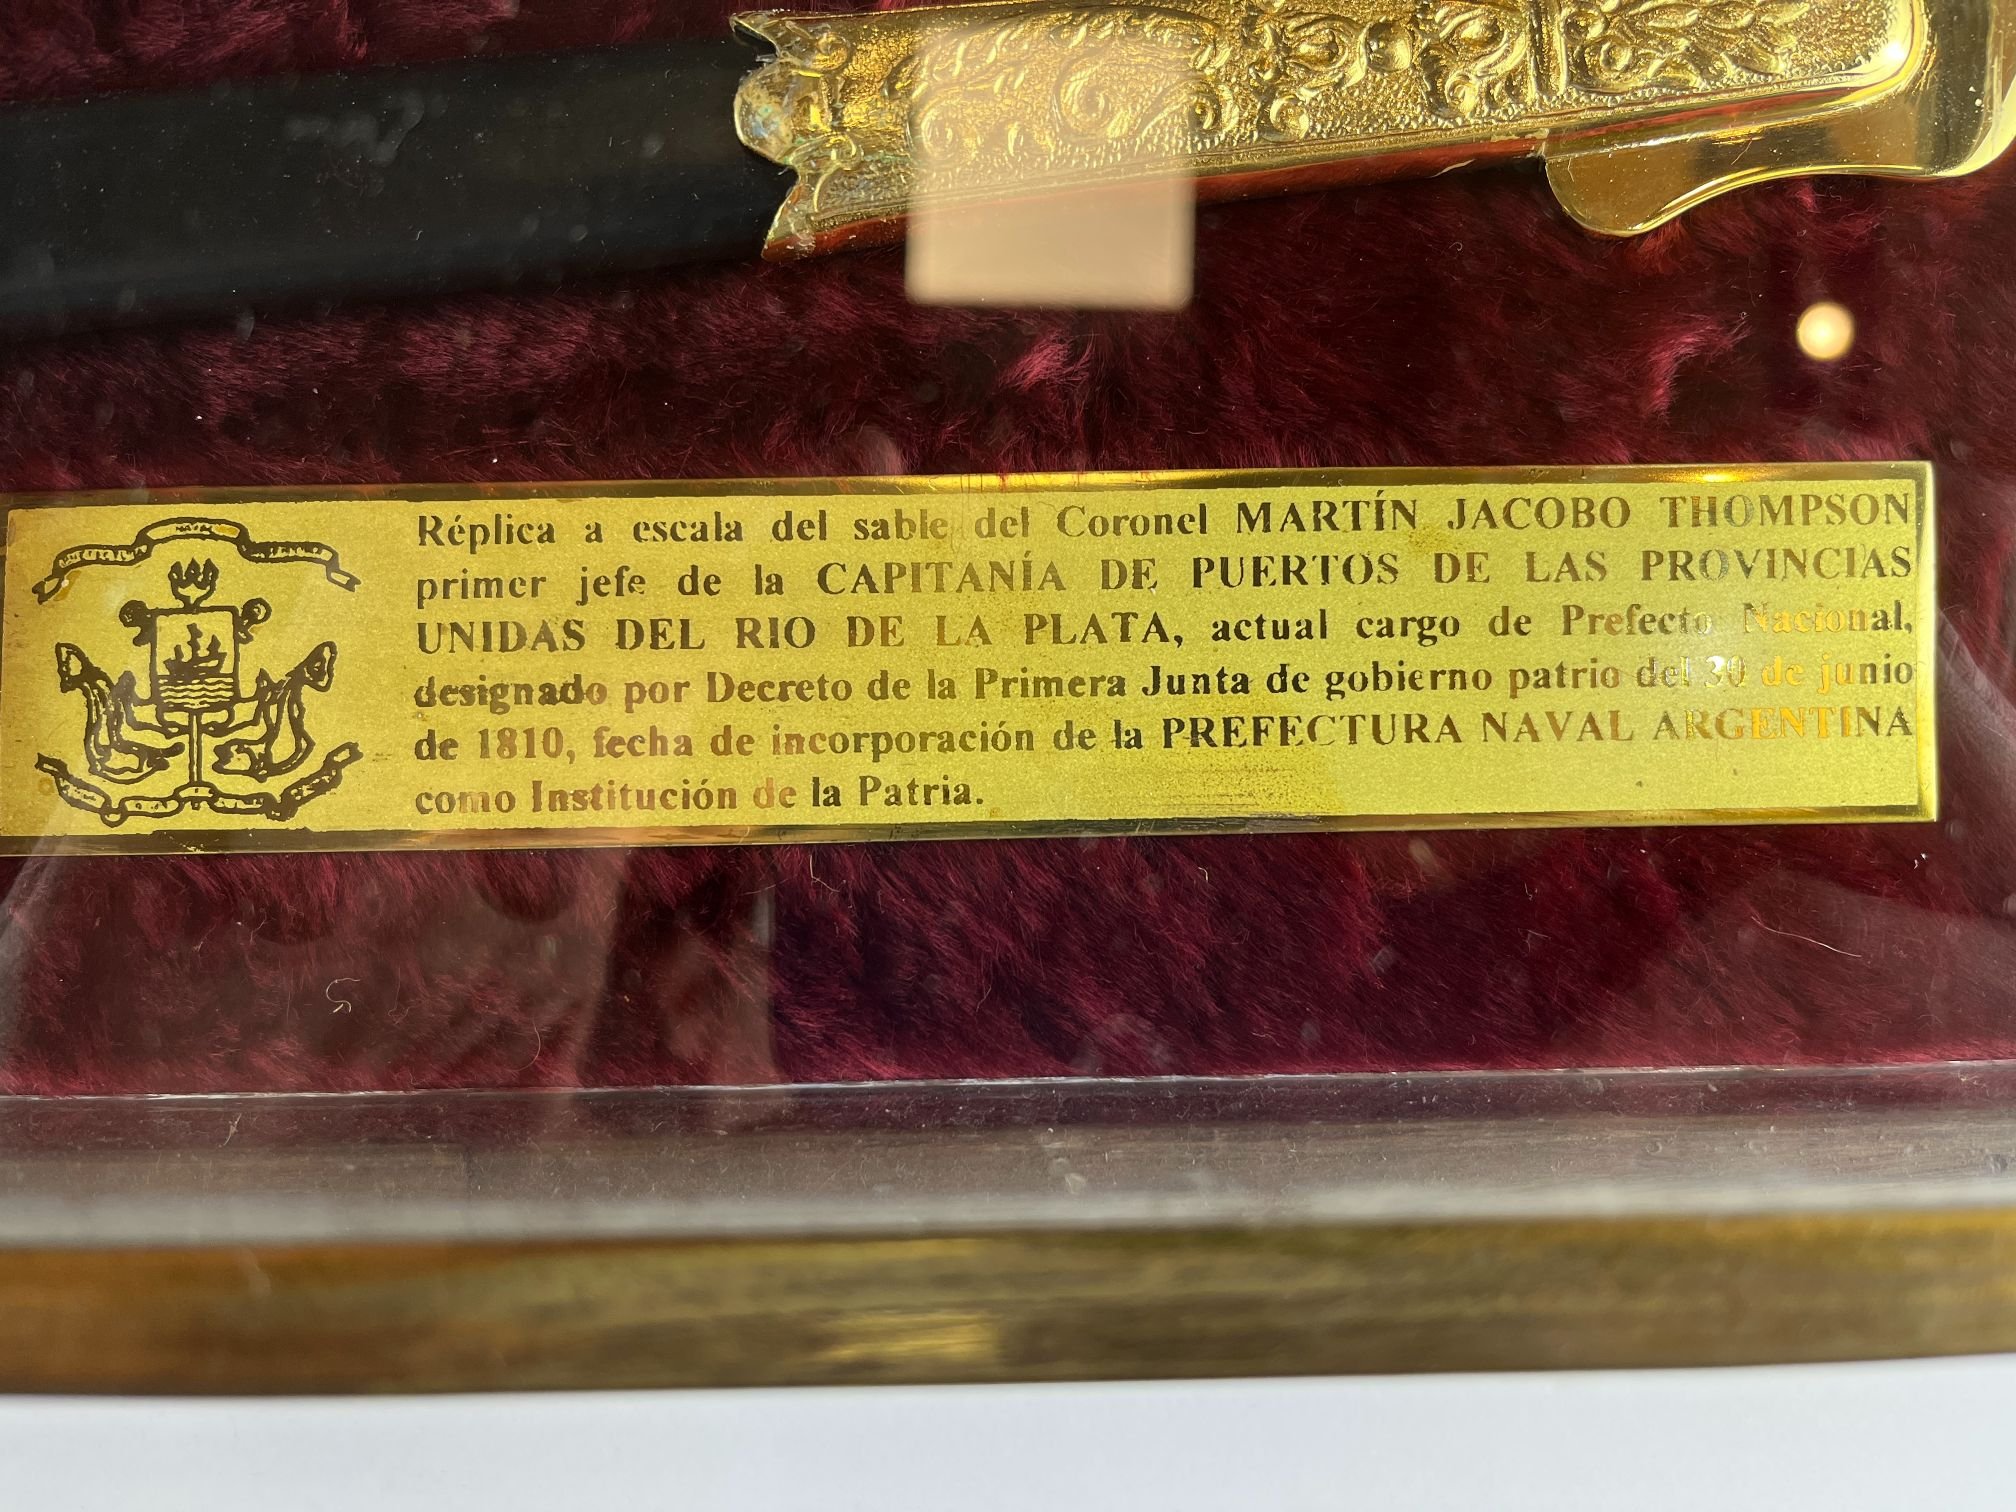 Réplica a escala del sable del Coronel MARTÍN JACOBO THOMPSON
primer jefe de la CAPITANÍA DE PUERTOS DE LAS PROVINCIAS
UNIDAS DEL RIO DE LA PLATA, actual cargo de Prefecto Nacional,
designado por Decreto de la Primera Junta de gobierno patrio del 30 de junio
de 1810, fecha de incorporación de la PREFECTURA NAVAL ARGENTINA
como Institución de la Patria.